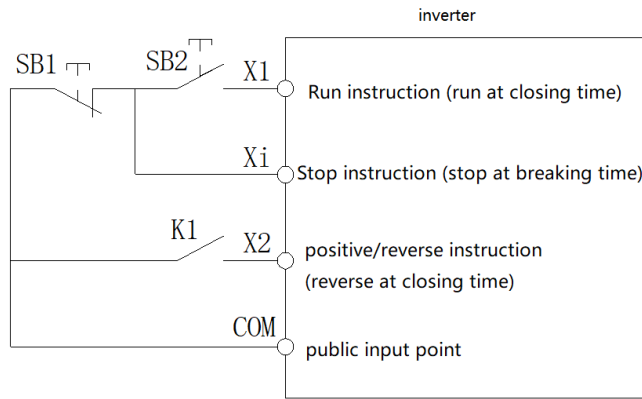 inverter
SB1
SB2
X1
Run instruction (run at closing time)
Xi
Stop instruction (stop at breaking time)
K1
X2
positive/reverse instruction
(reverse at closing time)
COM
public input point